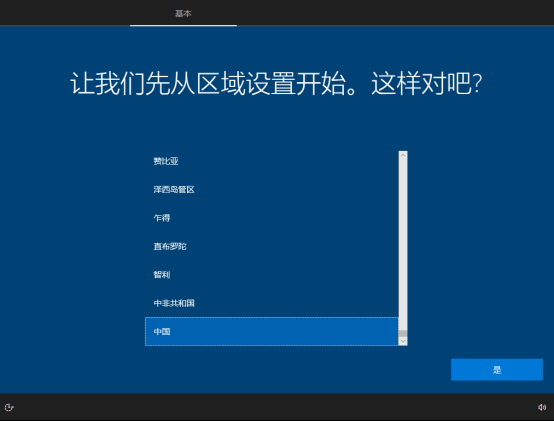 基本
让我们先从区域设置开始。这样对吧?
赞比亚
泽西岛管区
乍得
直布罗陀
智利
中非共和国
中国
是